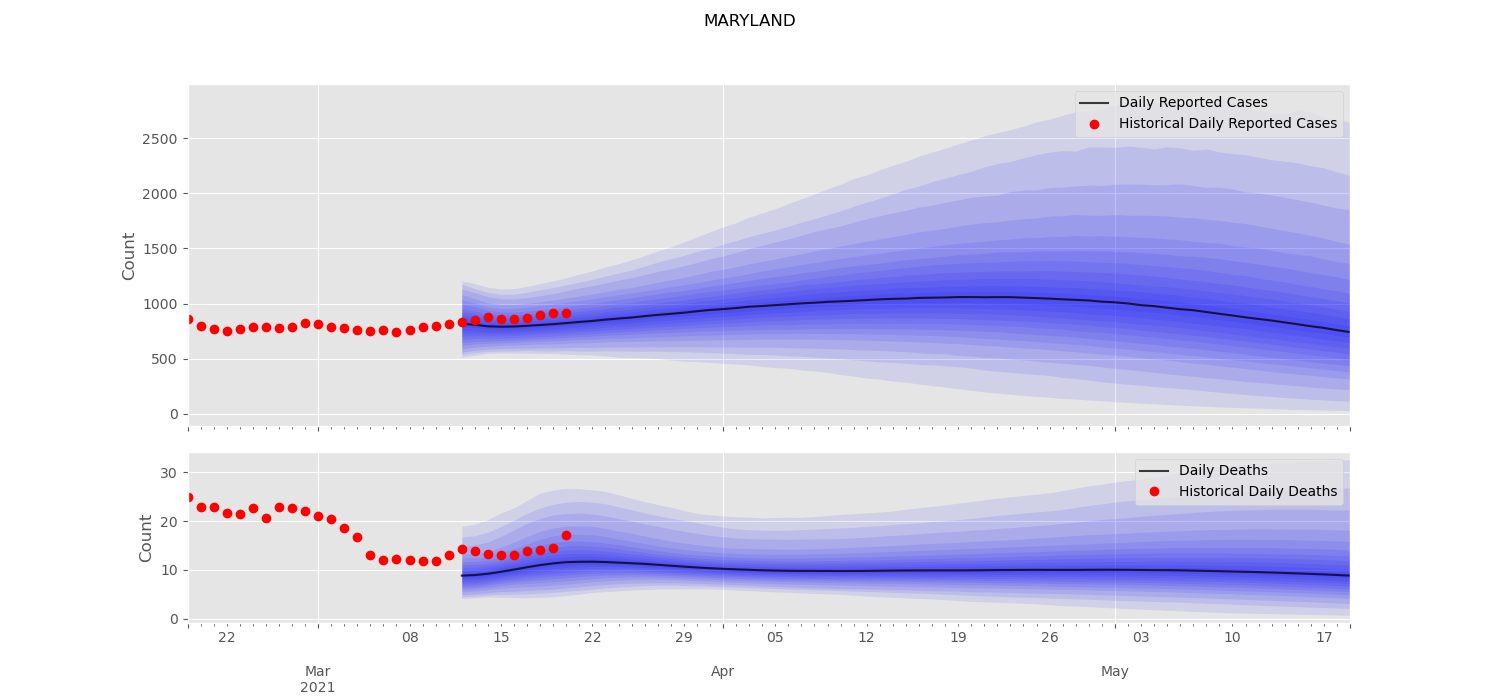 MARYLAND
Count
2500
2000
1500
1000
500
0
Daily Reported Cases
Historical Daily Reported Cases
Count
30
20
10
0
Daily Deaths
Historical Daily Deaths
22 08 15 22 29 05 12 19 26 03 10 17
Mar Apr May
2021